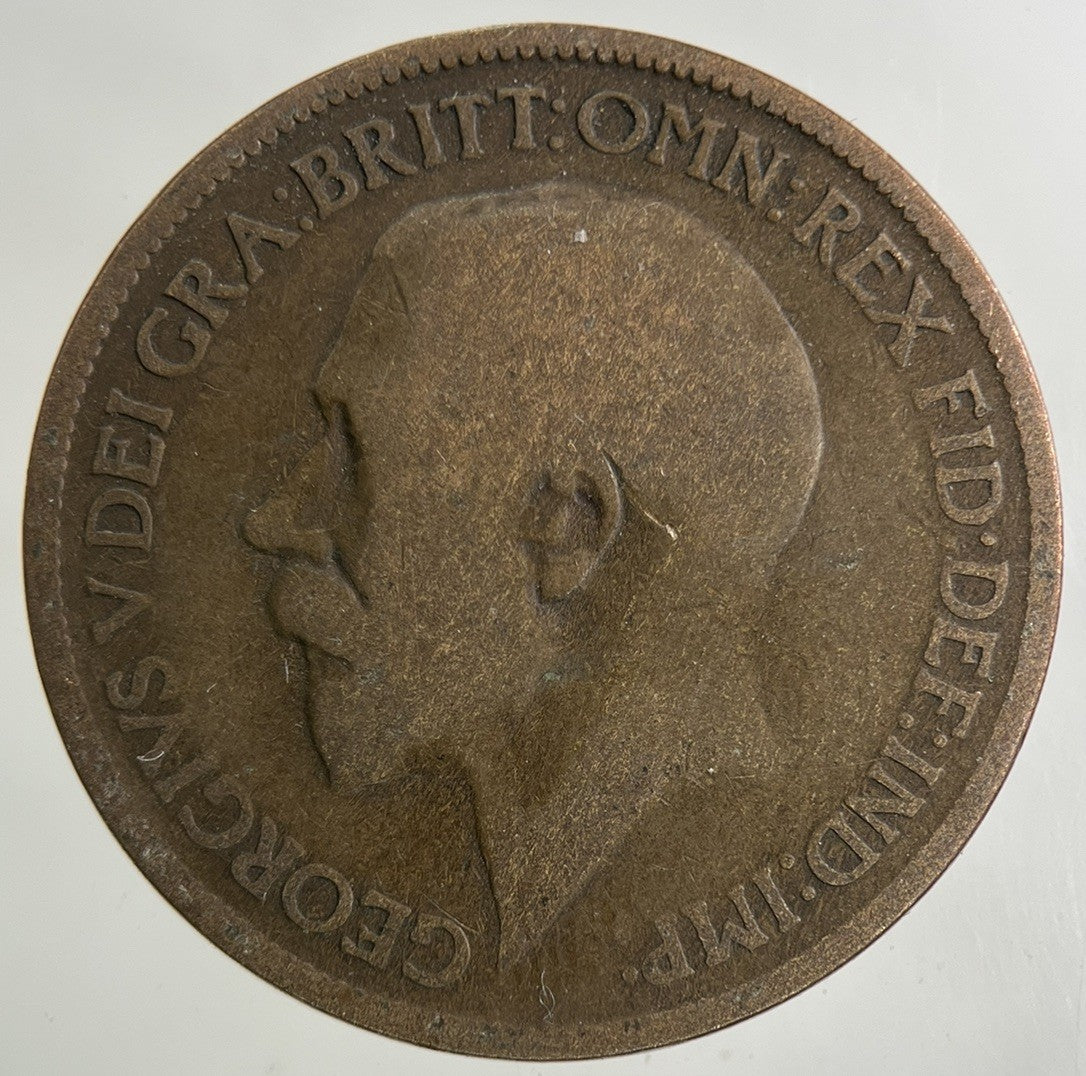 GEORGIVS V DEI GRA: BRITT: OMN: REX FID: DEF: IND: IMP: